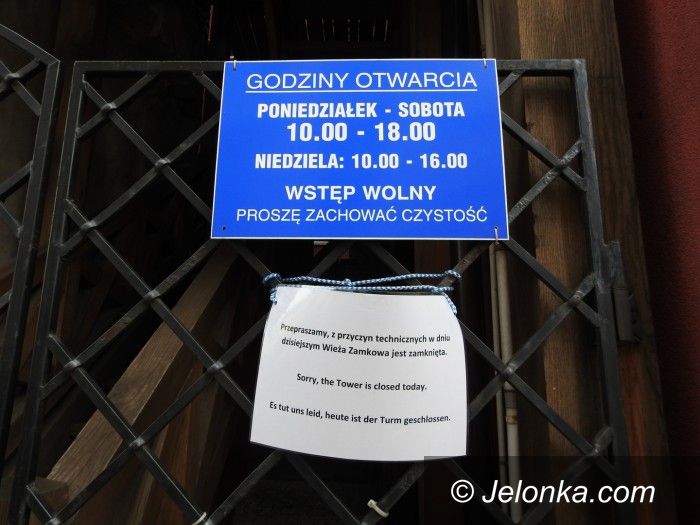 GODZINY OTWARCIA
PONIEDZIAŁEK - SOBOTA
10.00 - 18.00
NIEDZIELA: 10.00 - 16.00
WSTĘP WOLNY
PROSZĘ ZACHOWAĆ CZYSTOŚĆ
Przepraszamy, z przyczyn technicznych w dniu
dzisiejszym Wieża Zamkowa jest zamknięta.
Sorry, the Tower is closed today.
Es tut uns leid, heute ist der Turm geschlossen.
© Jelonka.com